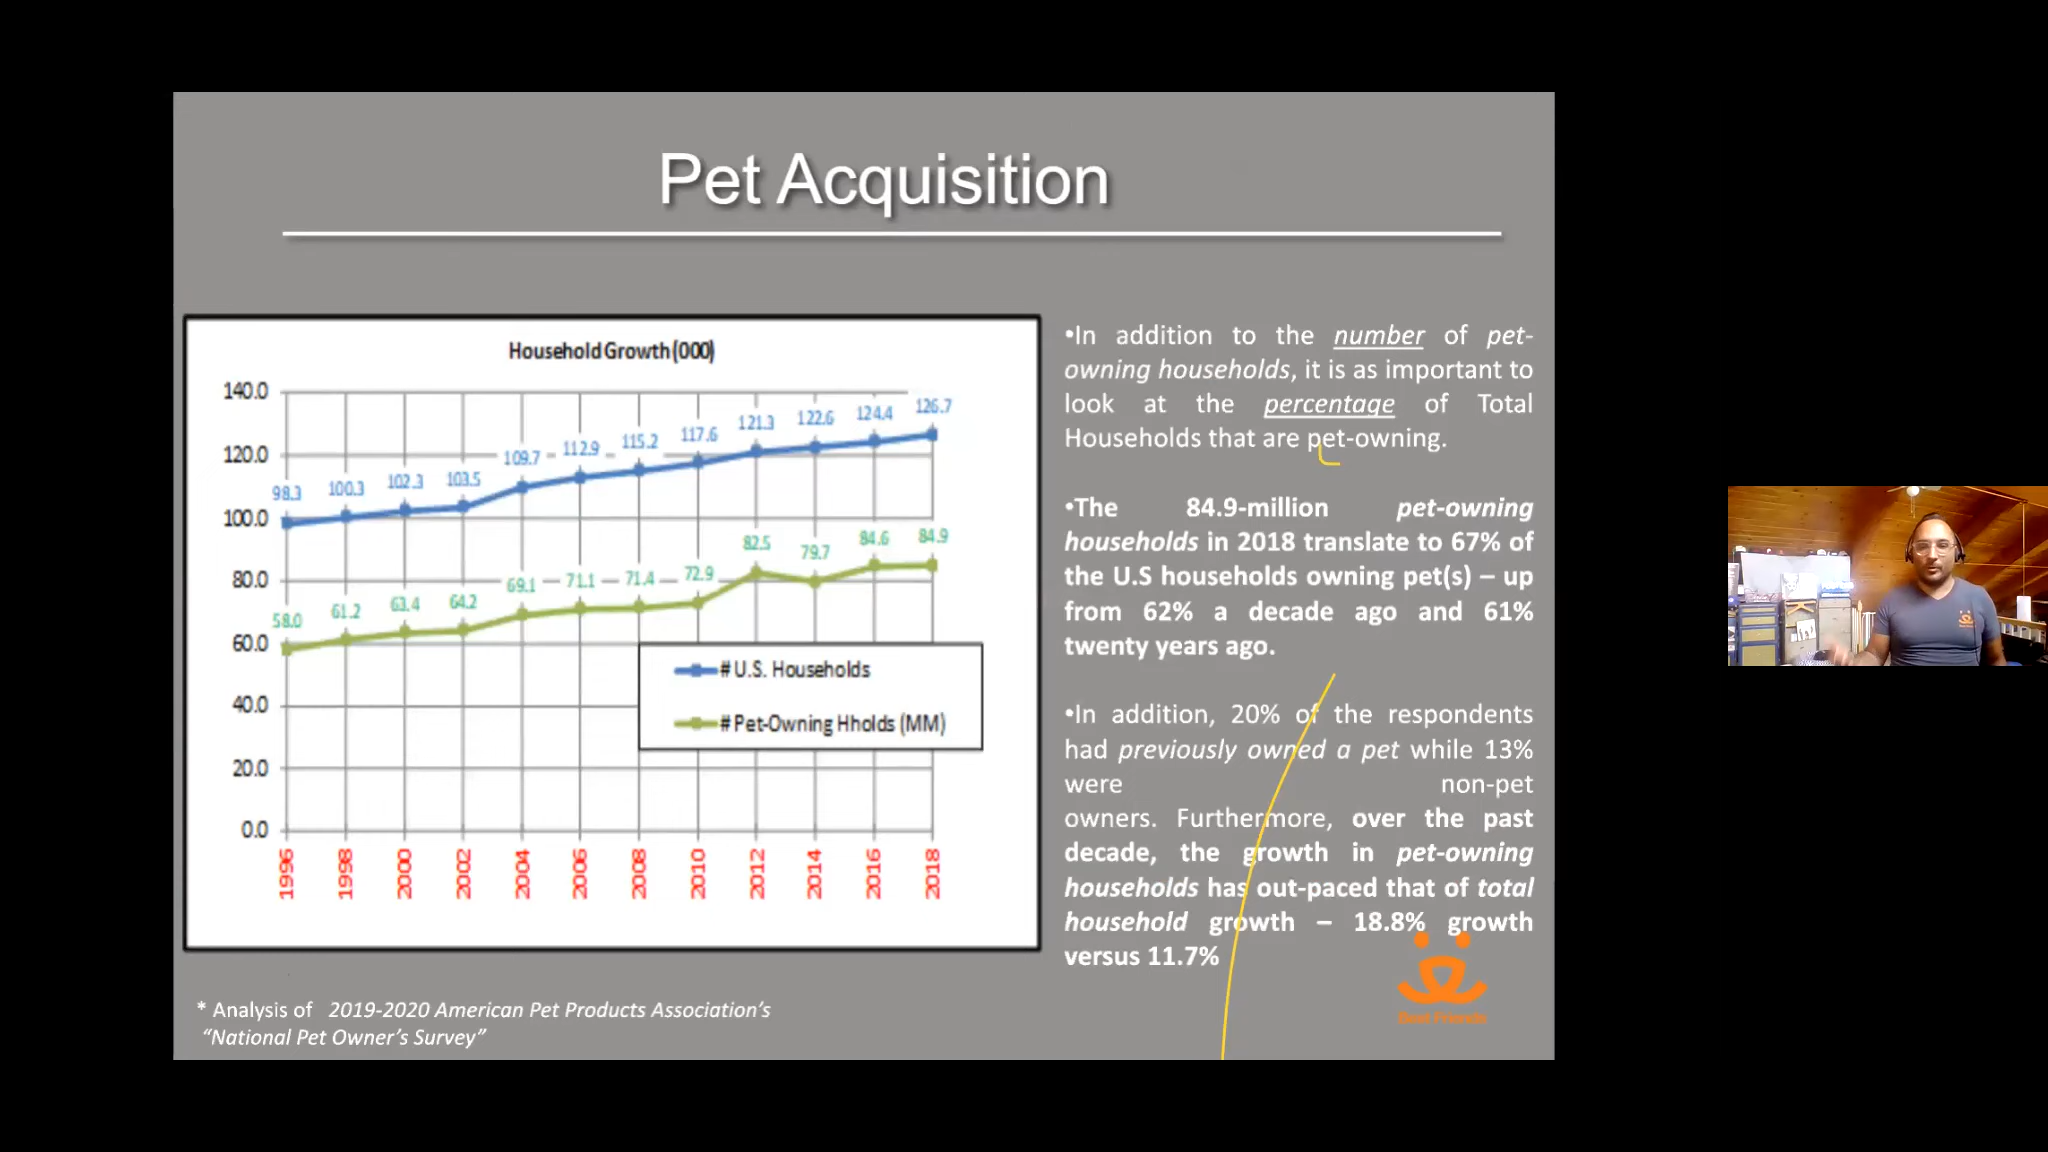 Pet Acquisition
Household Growth (000)
140.0
120.0
100.0
80.0
60.0
40.0
20.0
0.0
98.3 100.3 102.3 103.5 109.7 112.9 115.2 117.6 121.3 122.6 124.4 126.7
58.0 61.2 63.4 64.2 69.1 71.1 71.4 72.9 82.5 79.7 84.6 84.9
# U.S. Households
# Pet-Owning Hholds (MM)
1996 1998 2000 2002 2004 2006 2008 2010 2012 2014 2016 2018
* Analysis of 2019-2020 American Pet Products Association’s
“National Pet Owner’s Survey”
•In addition to the number of pet-
owning households, it is as important to
look at the percentage of Total
Households that are pet-owning.
•The 84.9-million pet-owning
households in 2018 translate to 67% of
the U.S households owning pet(s) – up
from 62% a decade ago and 61%
twenty years ago.
•In addition, 20% of the respondents
had previously owned a pet while 13%
were non-pet
owners. Furthermore, over the past
decade, the growth in pet-owning
households has out-paced that of total
household growth – 18.8% growth
versus 11.7%
Best Friends